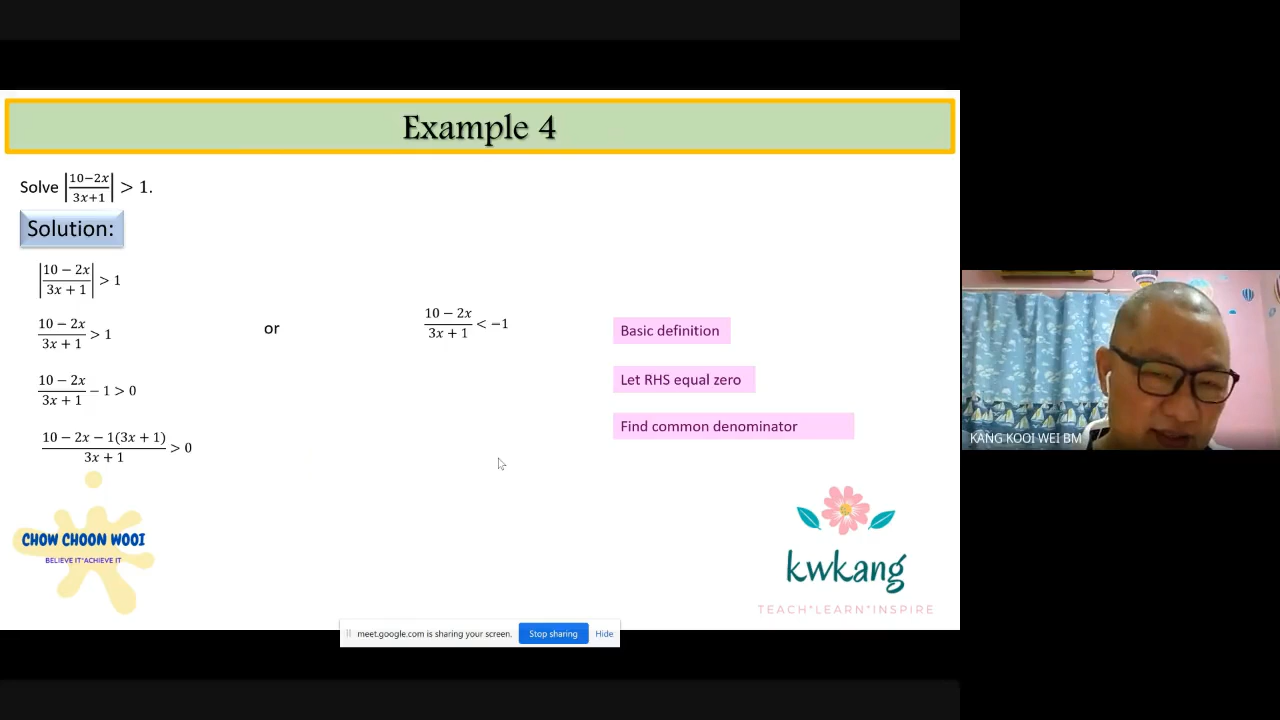 Example 4
Solve |10−2x / 3x+1| > 1.
Solution:
|10 − 2x / 3x + 1| > 1
10 − 2x / 3x + 1 > 1 or 10 − 2x / 3x + 1 < −1 Basic definition
10 − 2x / 3x + 1 − 1 > 0 Let RHS equal zero
10 − 2x − 1(3x + 1) / 3x + 1 > 0 Find common denominator
KANG KOOI WEI BM
CHOW CHOON WOOI
BELIEVE IT*ACHIEVE IT
kwkang
TEACH*LEARN*INSPIRE
meet.google.com is sharing your screen. Stop sharing Hide